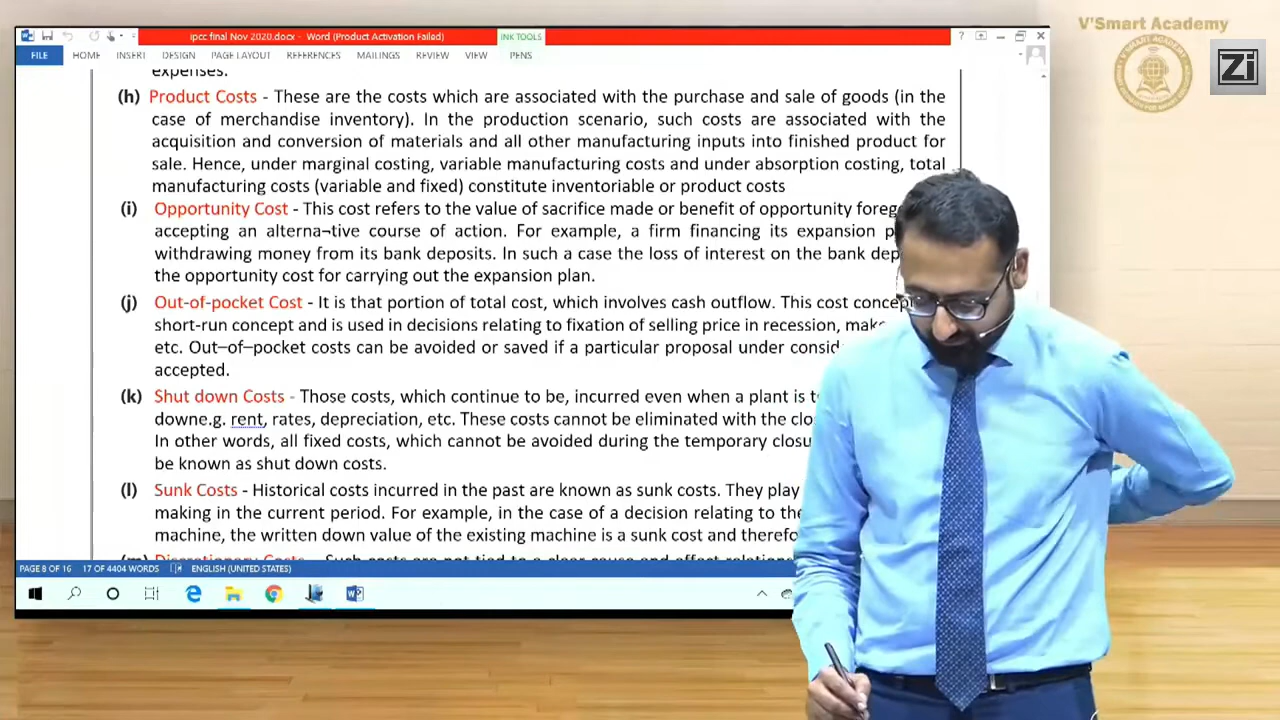 V'Smart Academy
Zi
ipcc final Nov 2020.docx - Word (Product Activation Failed)
INK TOOLS
FILE HOME INSERT DESIGN PAGE LAYOUT REFERENCES MAILINGS REVIEW VIEW PENS
expenses.
(h) Product Costs - These are the costs which are associated with the purchase and sale of goods (in the
case of merchandise inventory). In the production scenario, such costs are associated with the
acquisition and conversion of materials and all other manufacturing inputs into finished product for
sale. Hence, under marginal costing, variable manufacturing costs and under absorption costing, total
manufacturing costs (variable and fixed) constitute inventoriable or product costs
(i) Opportunity Cost - This cost refers to the value of sacrifice made or benefit of opportunity
accepting an alterna¬tive course of action. For example, a firm financing its expansion
withdrawing money from its bank deposits. In such a case the loss of interest on the bank
the opportunity cost for carrying out the expansion plan.
(j) Out-of-pocket Cost - It is that portion of total cost, which involves cash outflow. This cost concept
short-run concept and is used in decisions relating to fixation of selling price in recession,
etc. Out–of–pocket costs can be avoided or saved if a particular proposal under
accepted.
(k) Shut down Costs - Those costs, which continue to be, incurred even when a plant is
downe.g. rent, rates, depreciation, etc. These costs cannot be eliminated with the
In other words, all fixed costs, which cannot be avoided during the temporary
be known as shut down costs.
(l) Sunk Costs - Historical costs incurred in the past are known as sunk costs. They play
making in the current period. For example, in the case of a decision relating to the
machine, the written down value of the existing machine is a sunk cost and
(m) Discretionary Costs - Such costs are not tied to a clear cause and effect
PAGE 8 OF 16 17 OF 4404 WORDS ENGLISH (UNITED STATES)